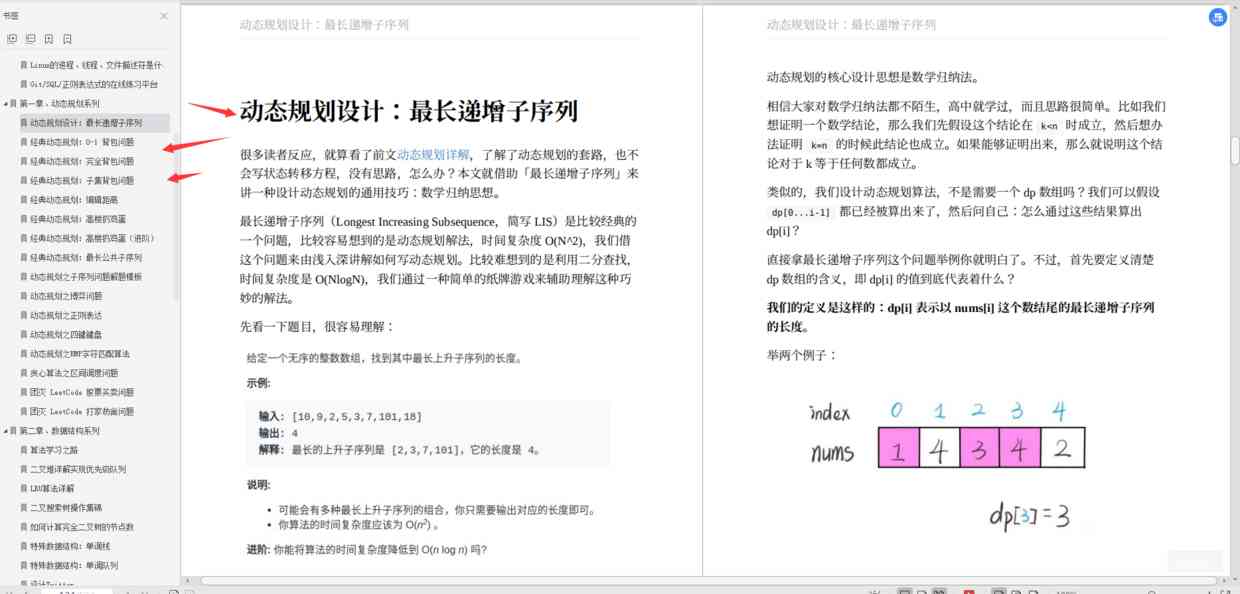 书签
Linux的进程、线程、文件描述符是什·
Git/SQL/正则表达式的在线练习平台
第一章、动态规划系列
动态规划设计：最长递增子序列
经典动态规划：0-1 背包问题
经典动态规划：完全背包问题
经典动态规划：子集背包问题
经典动态规划：编辑距离
经典动态规划：高楼扔鸡蛋
经典动态规划：高楼扔鸡蛋（进阶）
经典动态规划：最长公共子序列
动态规划之子序列问题解题模板
动态规划之博弈问题
动态规划之正则表达
动态规划之四键键盘
动态规划之KMP字符匹配算法
贪心算法之区间调度问题
团灭 LeetCode 股票买卖问题
团灭 LeetCode 打家劫舍问题
第二章、数据结构系列
算法学习之路
二叉堆详解实现优先级队列
LRU算法详解
二叉搜索树操作集锦
如何计算完全二叉树的节点数
特殊数据结构：单调栈
特殊数据结构：单调队列
设计Twitter
动态规划设计：最长递增子序列
动态规划设计：最长递增子序列
很多读者反应，就算看了前文动态规划详解，了解了动态规划的套路，也不
会写状态转移方程，没有思路，怎么办？本文就借助「最长递增子序列」来
讲一种设计动态规划的通用技巧：数学归纳思想。
最长递增子序列（Longest Increasing Subsequence，简写 LIS）是比较经典的
一个问题，比较容易想到的是动态规划解法，时间复杂度 O(N^2)，我们借
这个问题来由浅入深讲解如何写动态规划。比较难想到的是利用二分查找，
时间复杂度是 O(NlogN)，我们通过一种简单的纸牌游戏来辅助理解这种巧
妙的解法。
先看一下题目，很容易理解：
给定一个无序的整数数组，找到其中最长上升子序列的长度。
示例:
输入: [10,9,2,5,3,7,101,18]
输出: 4
解释: 最长的上升子序列是 [2,3,7,101]，它的长度是 4。
说明:
• 可能会有多种最长上升子序列的组合，你只需要输出对应的长度即可。
• 你算法的时间复杂度应该为 O(n²) 。
进阶: 你能将算法的时间复杂度降低到 O(n log n) 吗?
动态规划设计：最长递增子序列
动态规划的核心设计思想是数学归纳法。
相信大家对数学归纳法都不陌生，高中就学过，而且思路很简单。比如我们
想证明一个数学结论，那么我们先假设这个结论在 k<n 时成立，然后想办
法证明 k=n 的时候此结论也成立。如果能够证明出来，那么就说明这个结
论对于 k 等于任何数都成立。
类似的，我们设计动态规划算法，不是需要一个 dp 数组吗？我们可以假设
dp[0...i-1] 都已经被算出来了，然后问自己：怎么通过这些结果算出
dp[i]？
直接拿最长递增子序列这个问题举例你就明白了。不过，首先要定义清楚
dp 数组的含义，即 dp[i] 的值到底代表着什么？
我们的定义是这样的：dp[i] 表示以 nums[i] 这个数结尾的最长递增子序列
的长度。
举两个例子：
index 0 1 2 3 4
nums 1 4 3 4 2
dp[3]=3